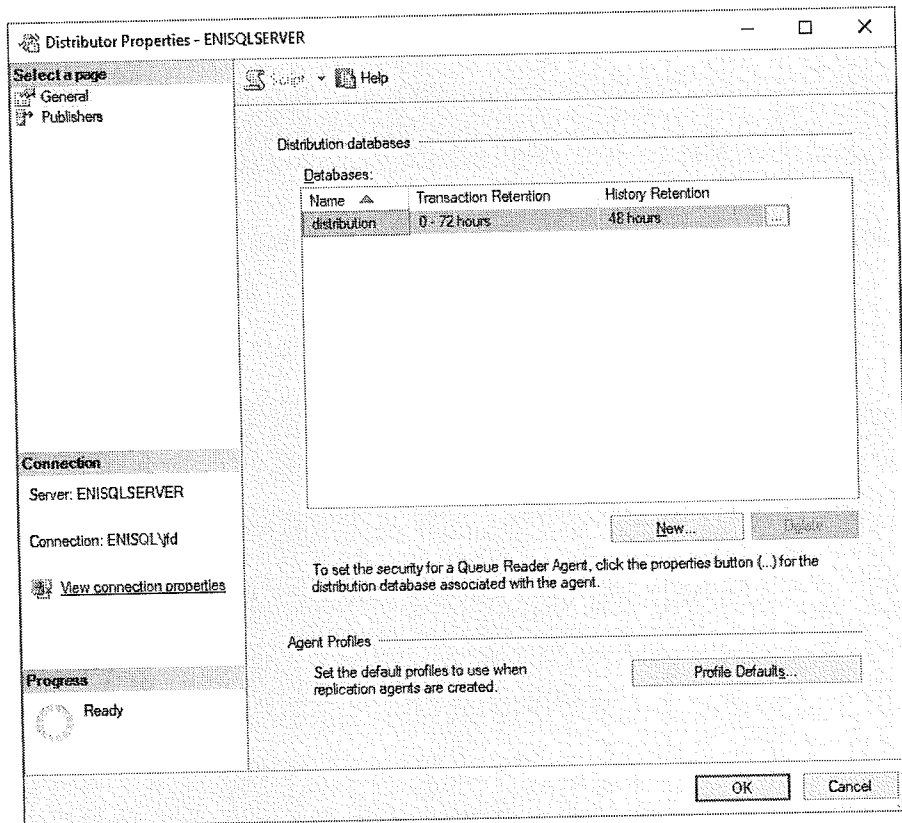 Distributor Properties - ENISQLSERVER
Select a page
General
Publishers
Script
Help
Distribution databases
Databases:
Name
Transaction Retention
History Retention
distribution
0 - 72 hours
48 hours
...
New...
Delete
To set the security for a Queue Reader Agent, click the properties button (...) for the
distribution database associated with the agent.
Agent Profiles
Set the default profiles to use when
replication agents are created.
Profile Defaults...
Connection
Server: ENISQLSERVER
Connection: ENISQL\jfd
View connection properties
Progress
Ready
OK
Cancel